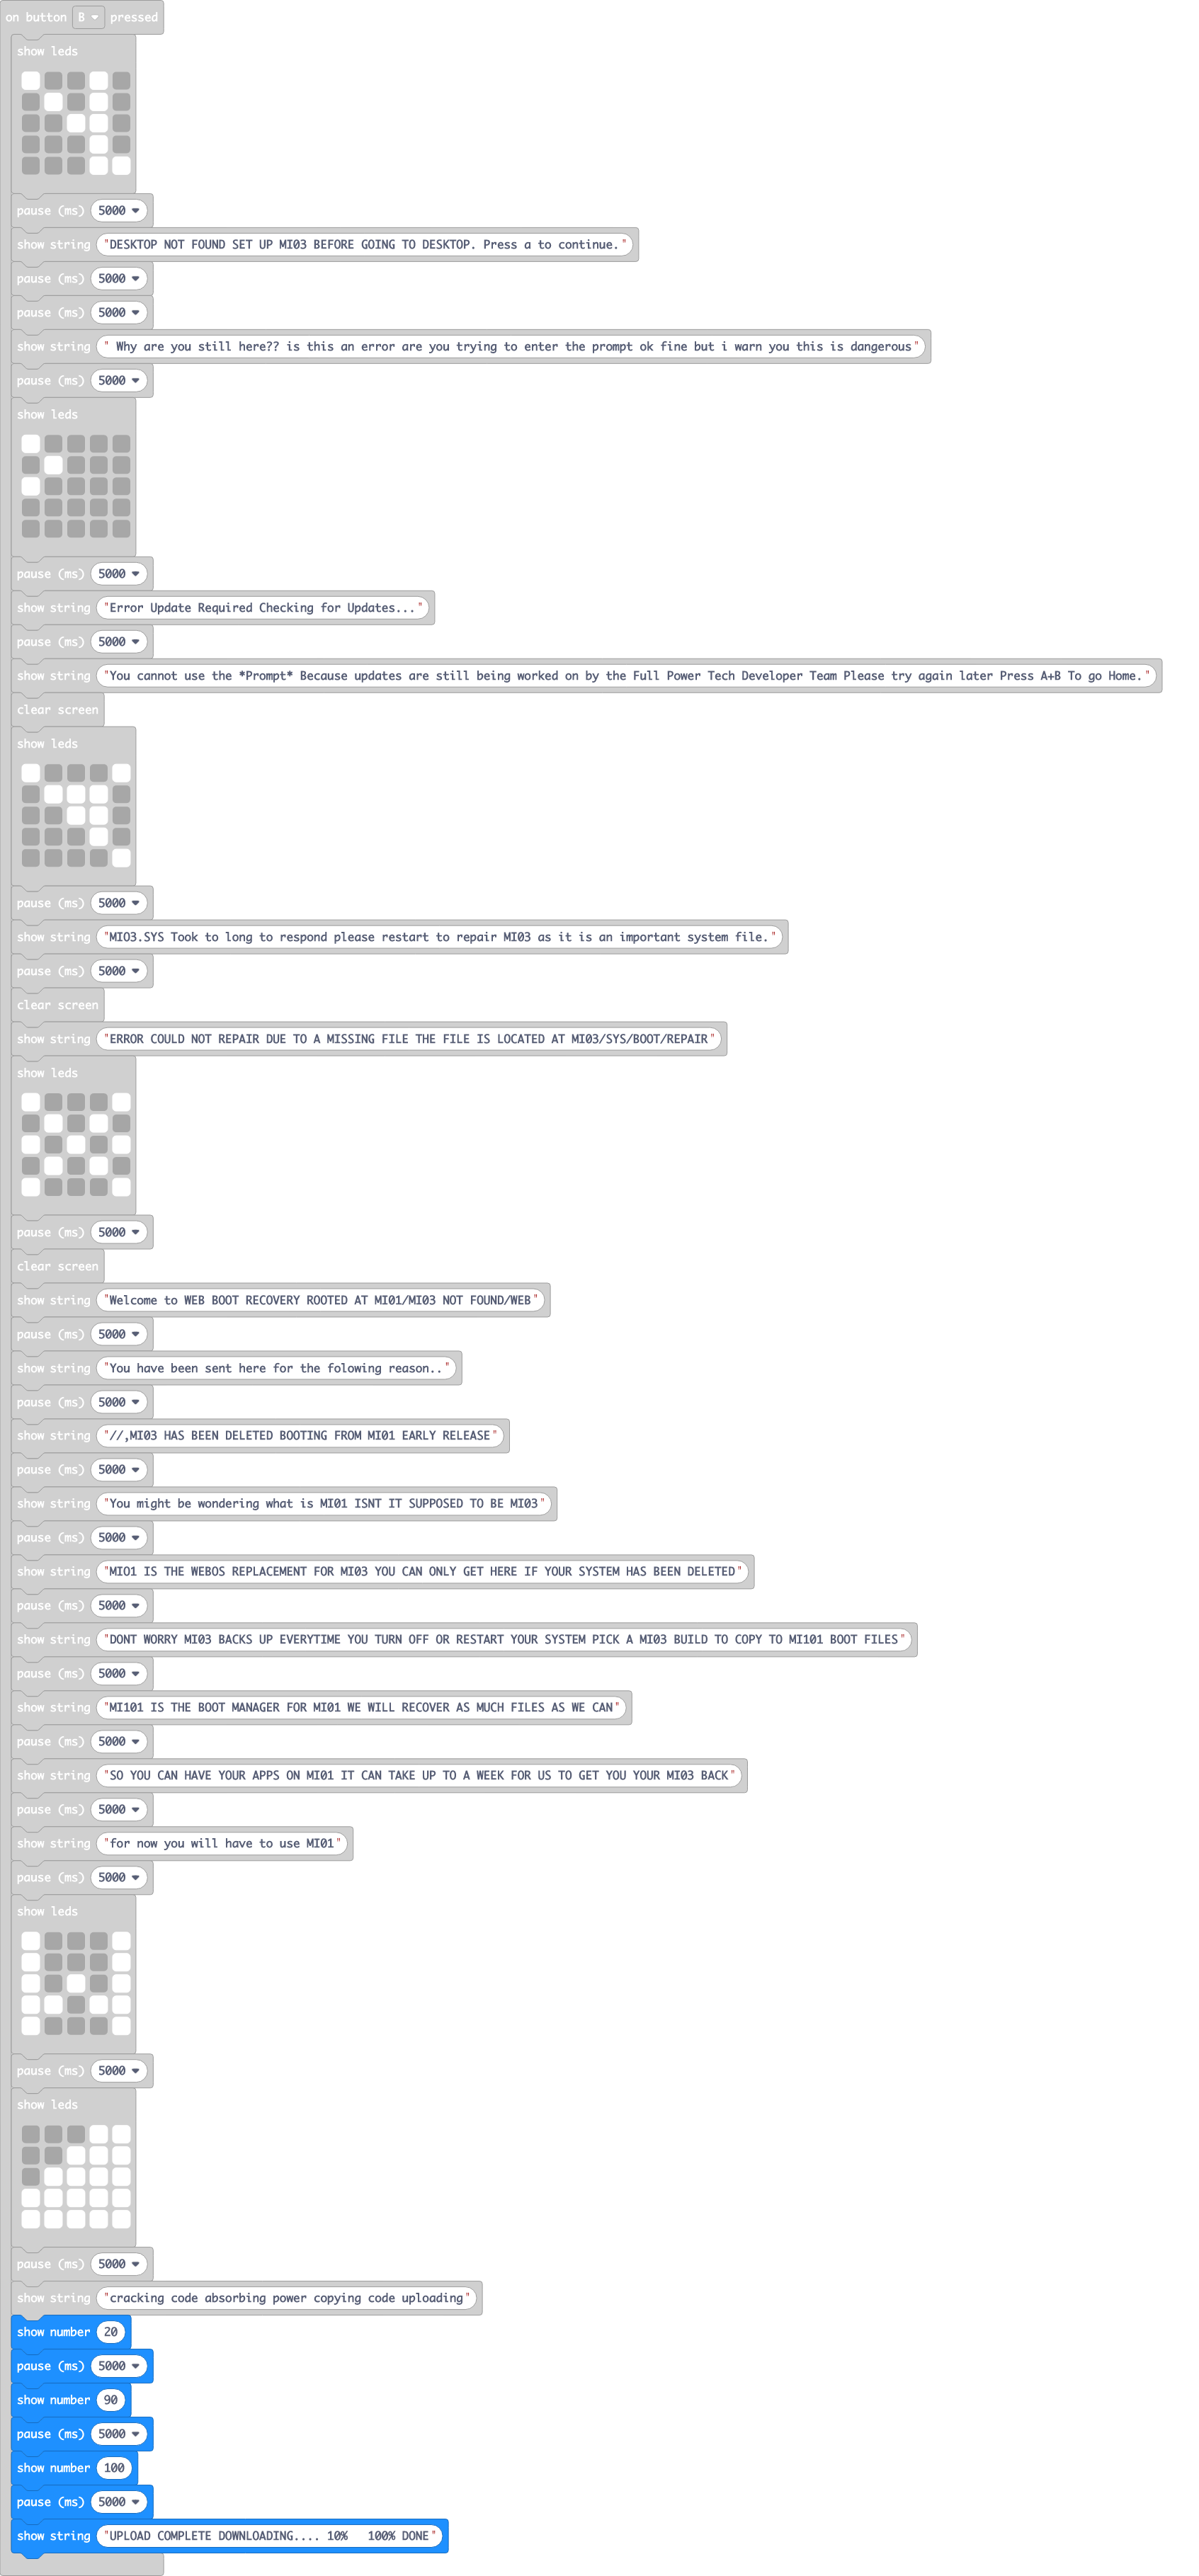 on button B pressed
show leds
pause (ms) 5000
show string "DESKTOP NOT FOUND SET UP MI03 BEFORE GOING TO DESKTOP. Press a to continue."
pause (ms) 5000
pause (ms) 5000
show string " Why are you still here?? is this an error are you trying to enter the prompt ok fine but i warn you this is dangerous"
pause (ms) 5000
show leds
pause (ms) 5000
show string "Error Update Required Checking for Updates..."
pause (ms) 5000
show string "You cannot use the *Prompt* Because updates are still being worked on by the Full Power Tech Developer Team Please try again later Press A+B To go Home."
clear screen
show leds
pause (ms) 5000
show string "MIO3.SYS Took to long to respond please restart to repair MI03 as it is an important system file."
pause (ms) 5000
clear screen
show string "ERROR COULD NOT REPAIR DUE TO A MISSING FILE THE FILE IS LOCATED AT MI03/SYS/BOOT/REPAIR"
show leds
pause (ms) 5000
clear screen
show string "Welcome to WEB BOOT RECOVERY ROOTED AT MI01/MI03 NOT FOUND/WEB"
pause (ms) 5000
show string "You have been sent here for the folowing reason.."
pause (ms) 5000
show string "//,MI03 HAS BEEN DELETED BOOTING FROM MI01 EARLY RELEASE"
pause (ms) 5000
show string "You might be wondering what is MI01 ISNT IT SUPPOSED TO BE MI03"
pause (ms) 5000
show string "MIO1 IS THE WEBOS REPLACEMENT FOR MI03 YOU CAN ONLY GET HERE IF YOUR SYSTEM HAS BEEN DELETED"
pause (ms) 5000
show string "DONT WORRY MI03 BACKS UP EVERYTIME YOU TURN OFF OR RESTART YOUR SYSTEM PICK A MI03 BUILD TO COPY TO MI101 BOOT FILES"
pause (ms) 5000
show string "MI101 IS THE BOOT MANAGER FOR MI01 WE WILL RECOVER AS MUCH FILES AS WE CAN"
pause (ms) 5000
show string "SO YOU CAN HAVE YOUR APPS ON MI01 IT CAN TAKE UP TO A WEEK FOR US TO GET YOU YOUR MI03 BACK"
pause (ms) 5000
show string "for now you will have to use MI01"
pause (ms) 5000
show leds
pause (ms) 5000
show leds
pause (ms) 5000
show string "cracking code absorbing power copying code uploading"
show number 20
pause (ms) 5000
show number 90
pause (ms) 5000
show number 100
pause (ms) 5000
show string "UPLOAD COMPLETE DOWNLOADING.... 10%   100% DONE"